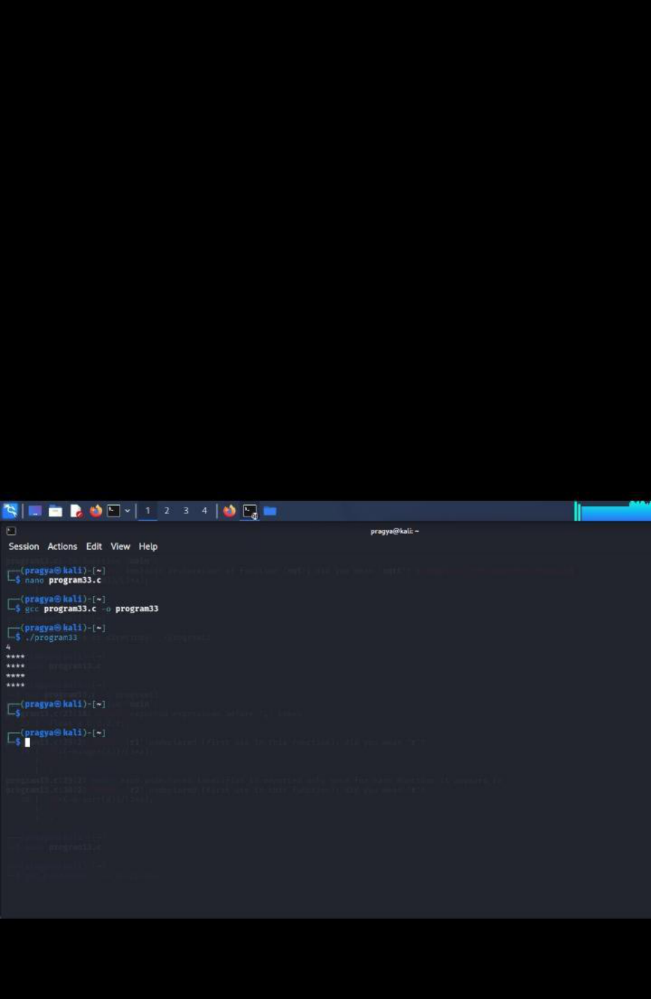 1 2 3 4
pragya@kali: ~
Session Actions Edit View Help
┌──(pragya㉿kali)-[~]
└─$ nano program33.c
┌──(pragya㉿kali)-[~]
└─$ gcc program33.c -o program33
┌──(pragya㉿kali)-[~]
└─$ ./program33
4
****
****
****
****
┌──(pragya㉿kali)-[~]
└─$
┌──(pragya㉿kali)-[~]
└─$